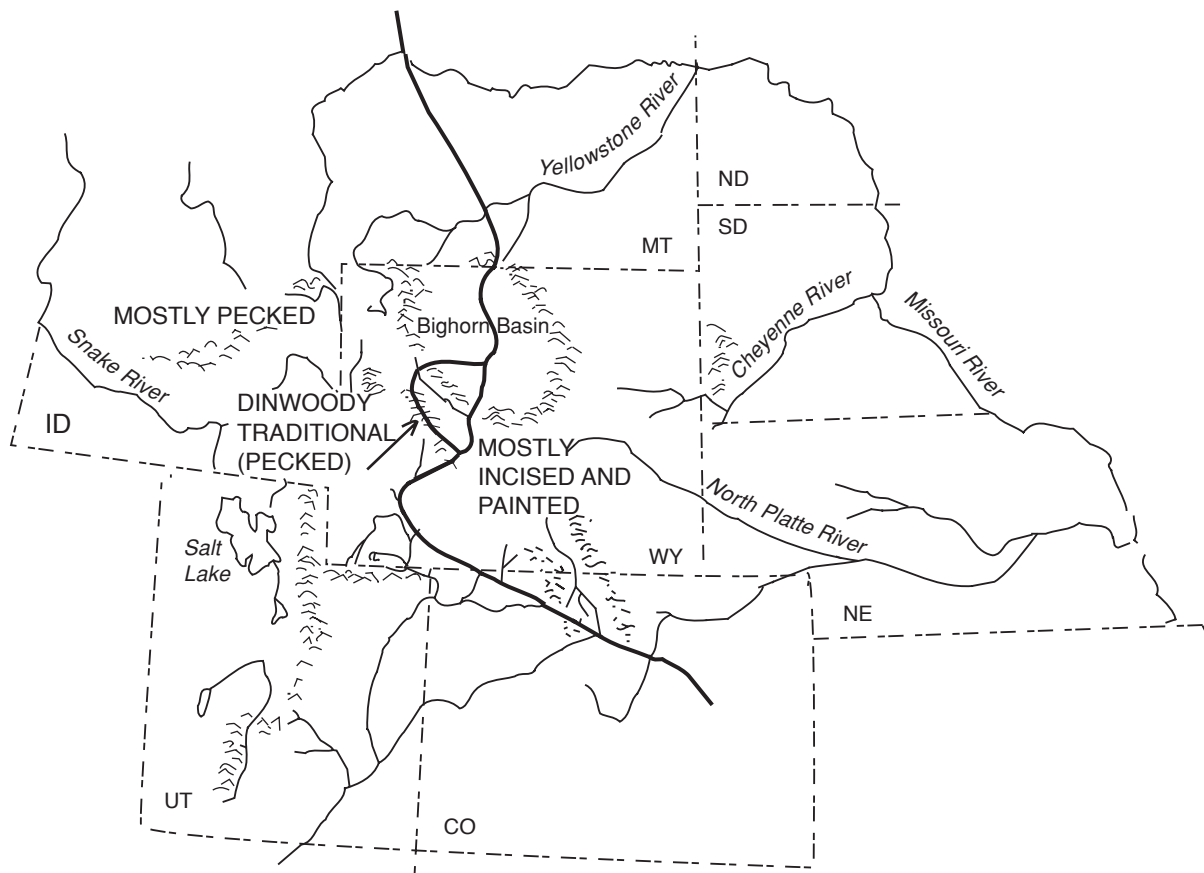 Yellowstone River
ND
SD
MT
MOSTLY PECKED
Bighorn Basin
Cheyenne River
Missouri River
Snake River
DINWOODY
TRADITIONAL
(PECKED)
ID
MOSTLY
INCISED AND
PAINTED
North Platte River
Salt
Lake
WY
NE
UT
CO